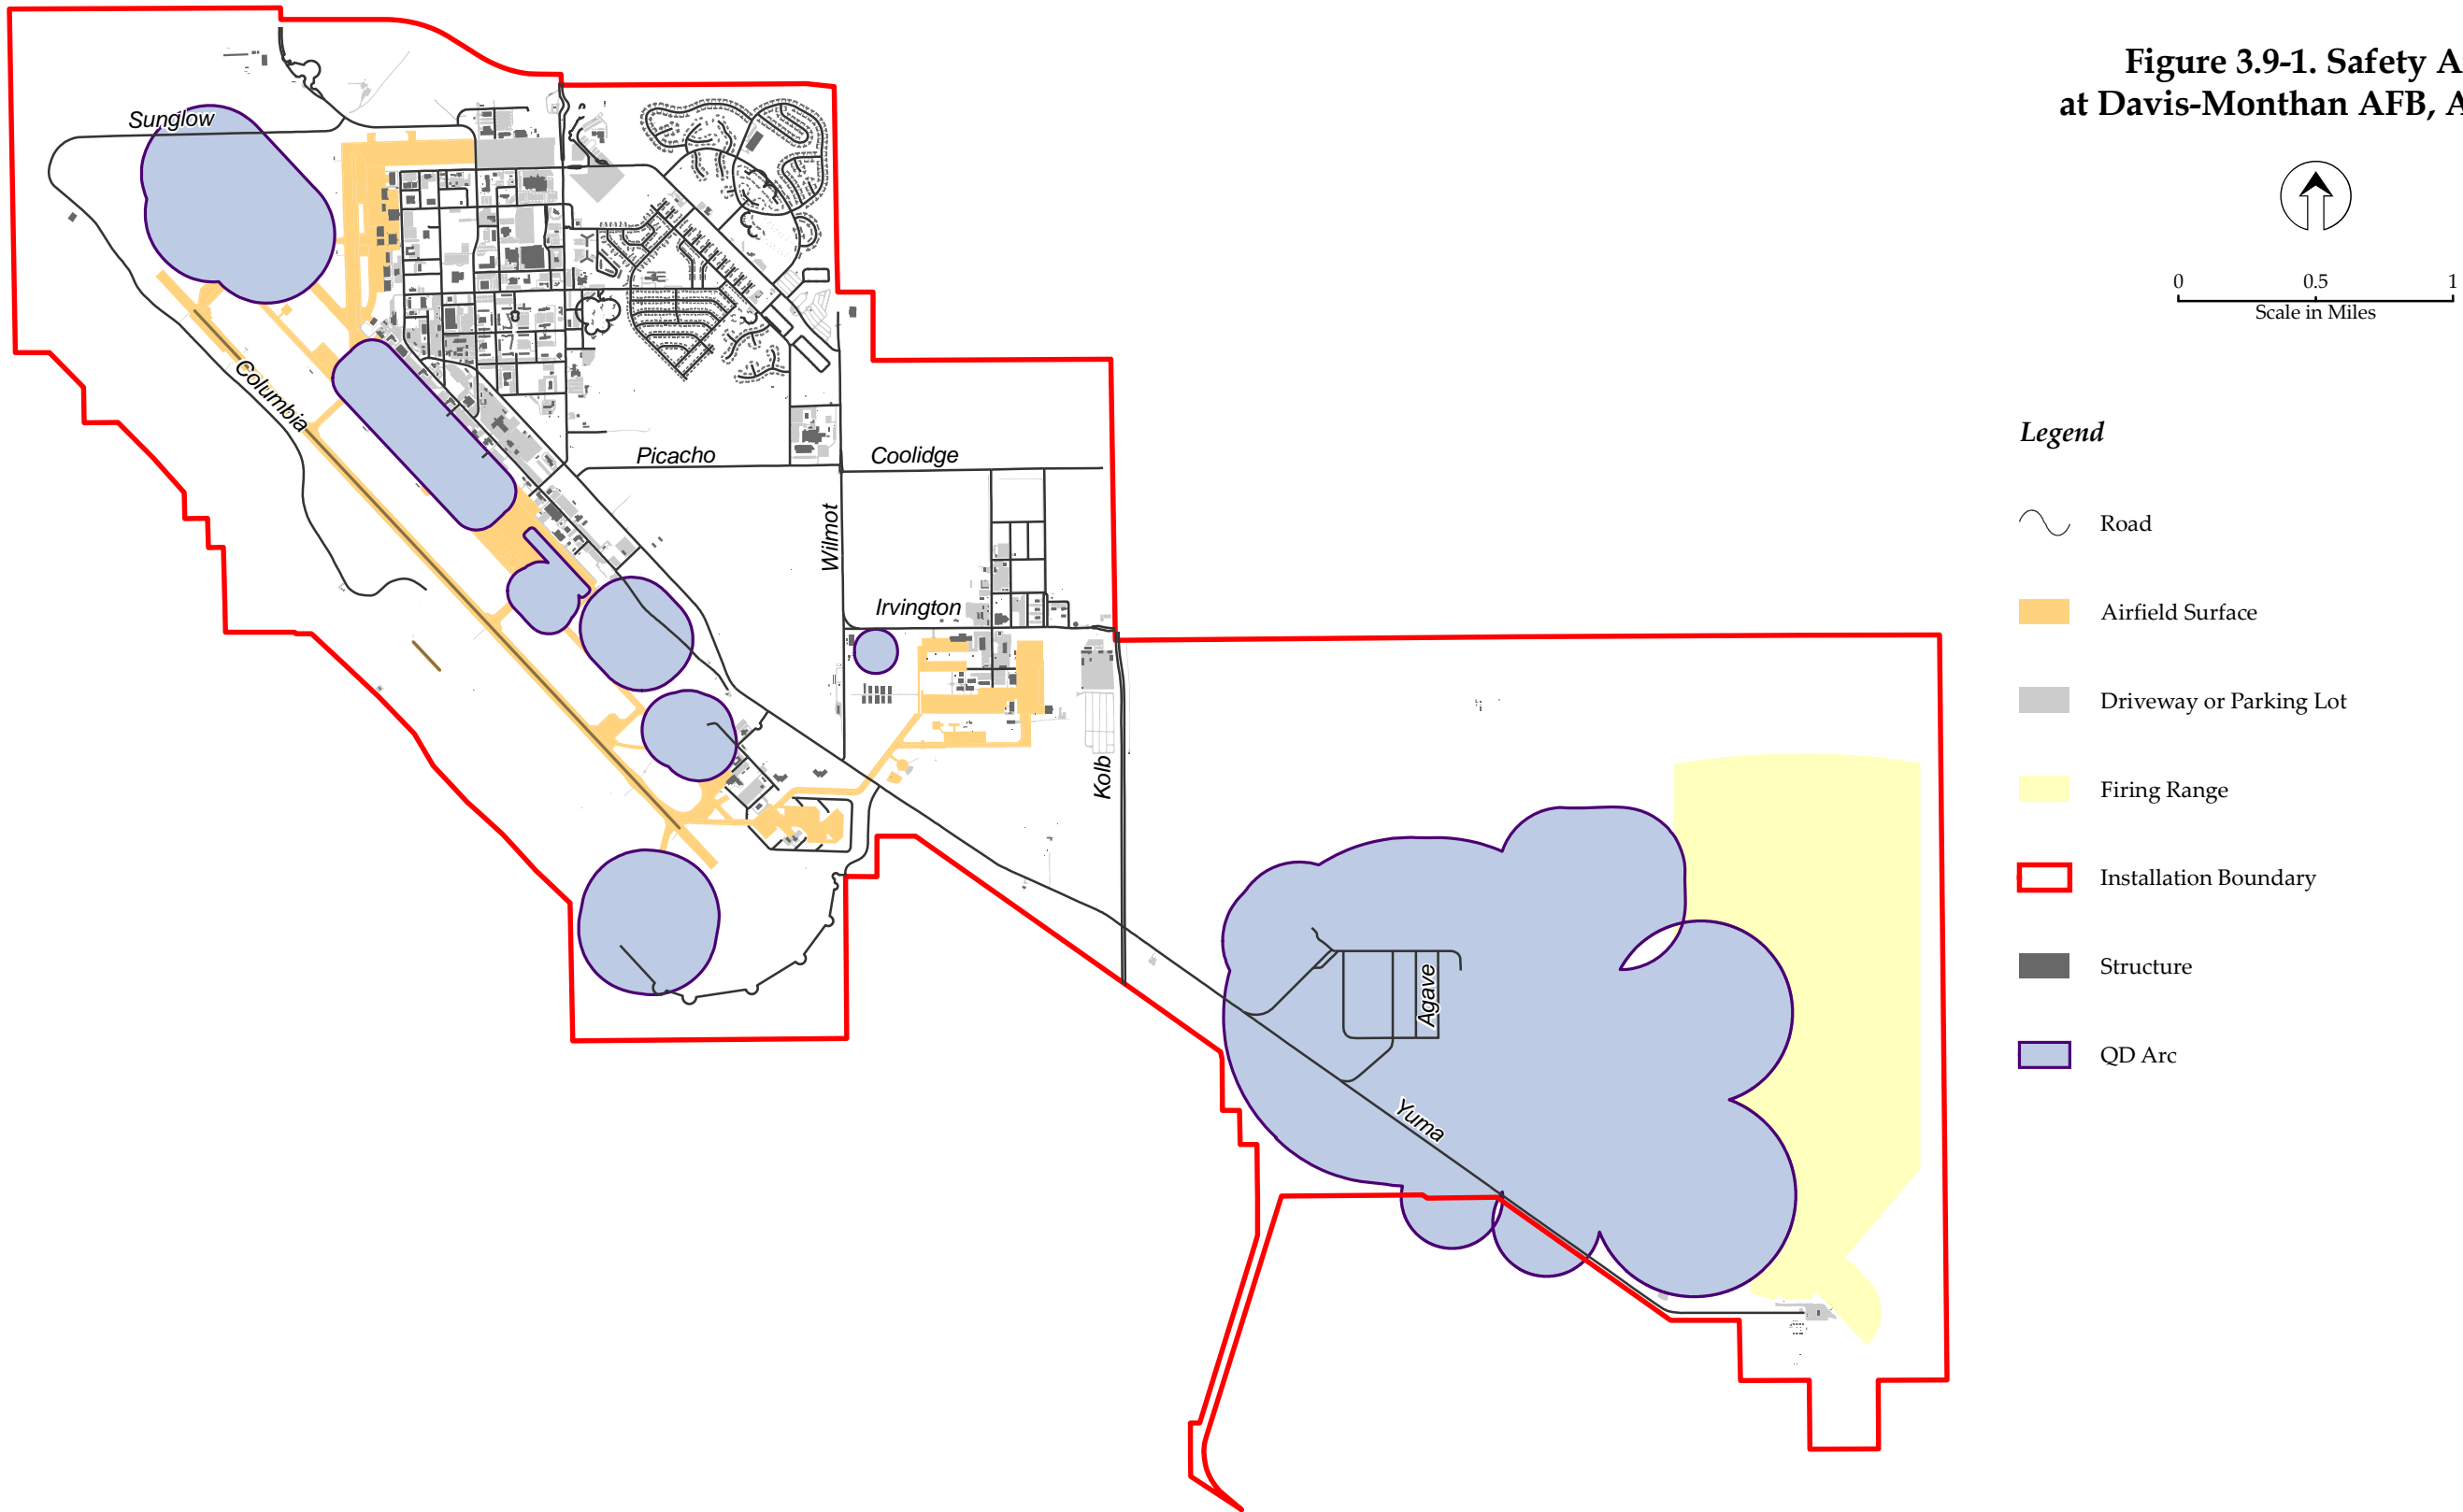 Figure 3.9-1. Safety A
at Davis-Monthan AFB, A
0 0.5 1
Scale in Miles
Legend
Road
Airfield Surface
Driveway or Parking Lot
Firing Range
Installation Boundary
Structure
QD Arc
Sunglow
Columbia
Picacho
Coolidge
Wilmot
Irvington
Kolb
Agave
Yuma